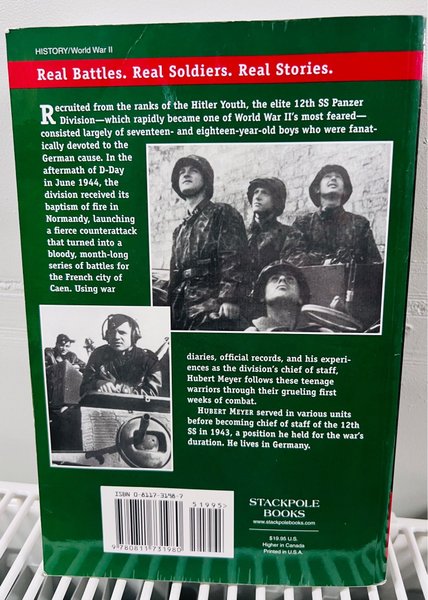 HISTORY/World War II
Real Battles. Real Soldiers. Real Stories.
Recruited from the ranks of the Hitler Youth, the elite 12th SS Panzer
Division—which rapidly became one of World War II's most feared—
consisted largely of seventeen- and eighteen-year-old boys who were fanat-
ically devoted to the
German cause. In the
aftermath of D-Day
in June 1944, the
division received its
baptism of fire in
Normandy, launching
a fierce counterattack
that turned into a
bloody, month-long
series of battles for
the French city of
Caen. Using war
diaries, official records, and his experi-
ences as the division's chief of staff,
Hubert Meyer follows these teenage
warriors through their grueling first
weeks of combat.
HUBERT MEYER served in various units
before becoming chief of staff of the 12th
SS in 1943, a position he held for the war's
duration. He lives in Germany.
ISBN 0-8117-3198-7
51995>
9 780811 731980
STACKPOLE
BOOKS
www.stackpolebooks.com
$19.95 U.S.
Higher in Canada
Printed in U.S.A.